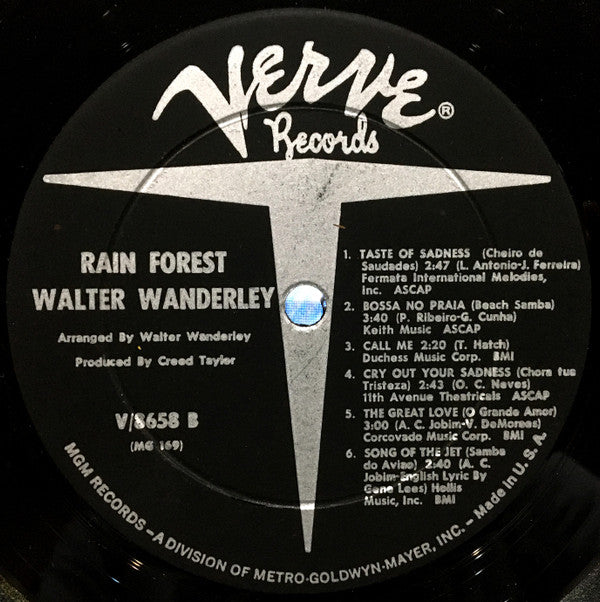 VERVE®
Records
RAIN FOREST
WALTER WANDERLEY
Arranged By Walter Wanderley
Produced By Creed Taylor
V/8658 B
(MG 169)
1. TASTE OF SADNESS (Cheiro de
Saudades) 2:47 (L. Antonio-J. Ferreira)
Fermata International Melodies,
Inc. ASCAP
2. BOSSA NO PRAIA (Beach Samba)
3:40 (P. Ribeiro-G. Cunha)
Keith Music ASCAP
3. CALL ME 2:20 (T. Hatch)
Duchess Music Corp. BMI
4. CRY OUT YOUR SADNESS (Chora tua
Tristeza) 2:43 (O. C. Neves)
11th Avenue Theatricals ASCAP
5. THE GREAT LOVE (O Grande Amor)
3:00 (A. C. Jobim-V. DeMoraes)
Corcovado Music Corp. BMI
6. SONG OF THE JET (Samba
do Aviao) 2:40 (A. C.
Jobim-English Lyric By
Gene Lees) Hollis
Music, Inc. BMI
MGM RECORDS – A DIVISION OF METRO-GOLDWYN-MAYER, INC. – Made in U. S. A.